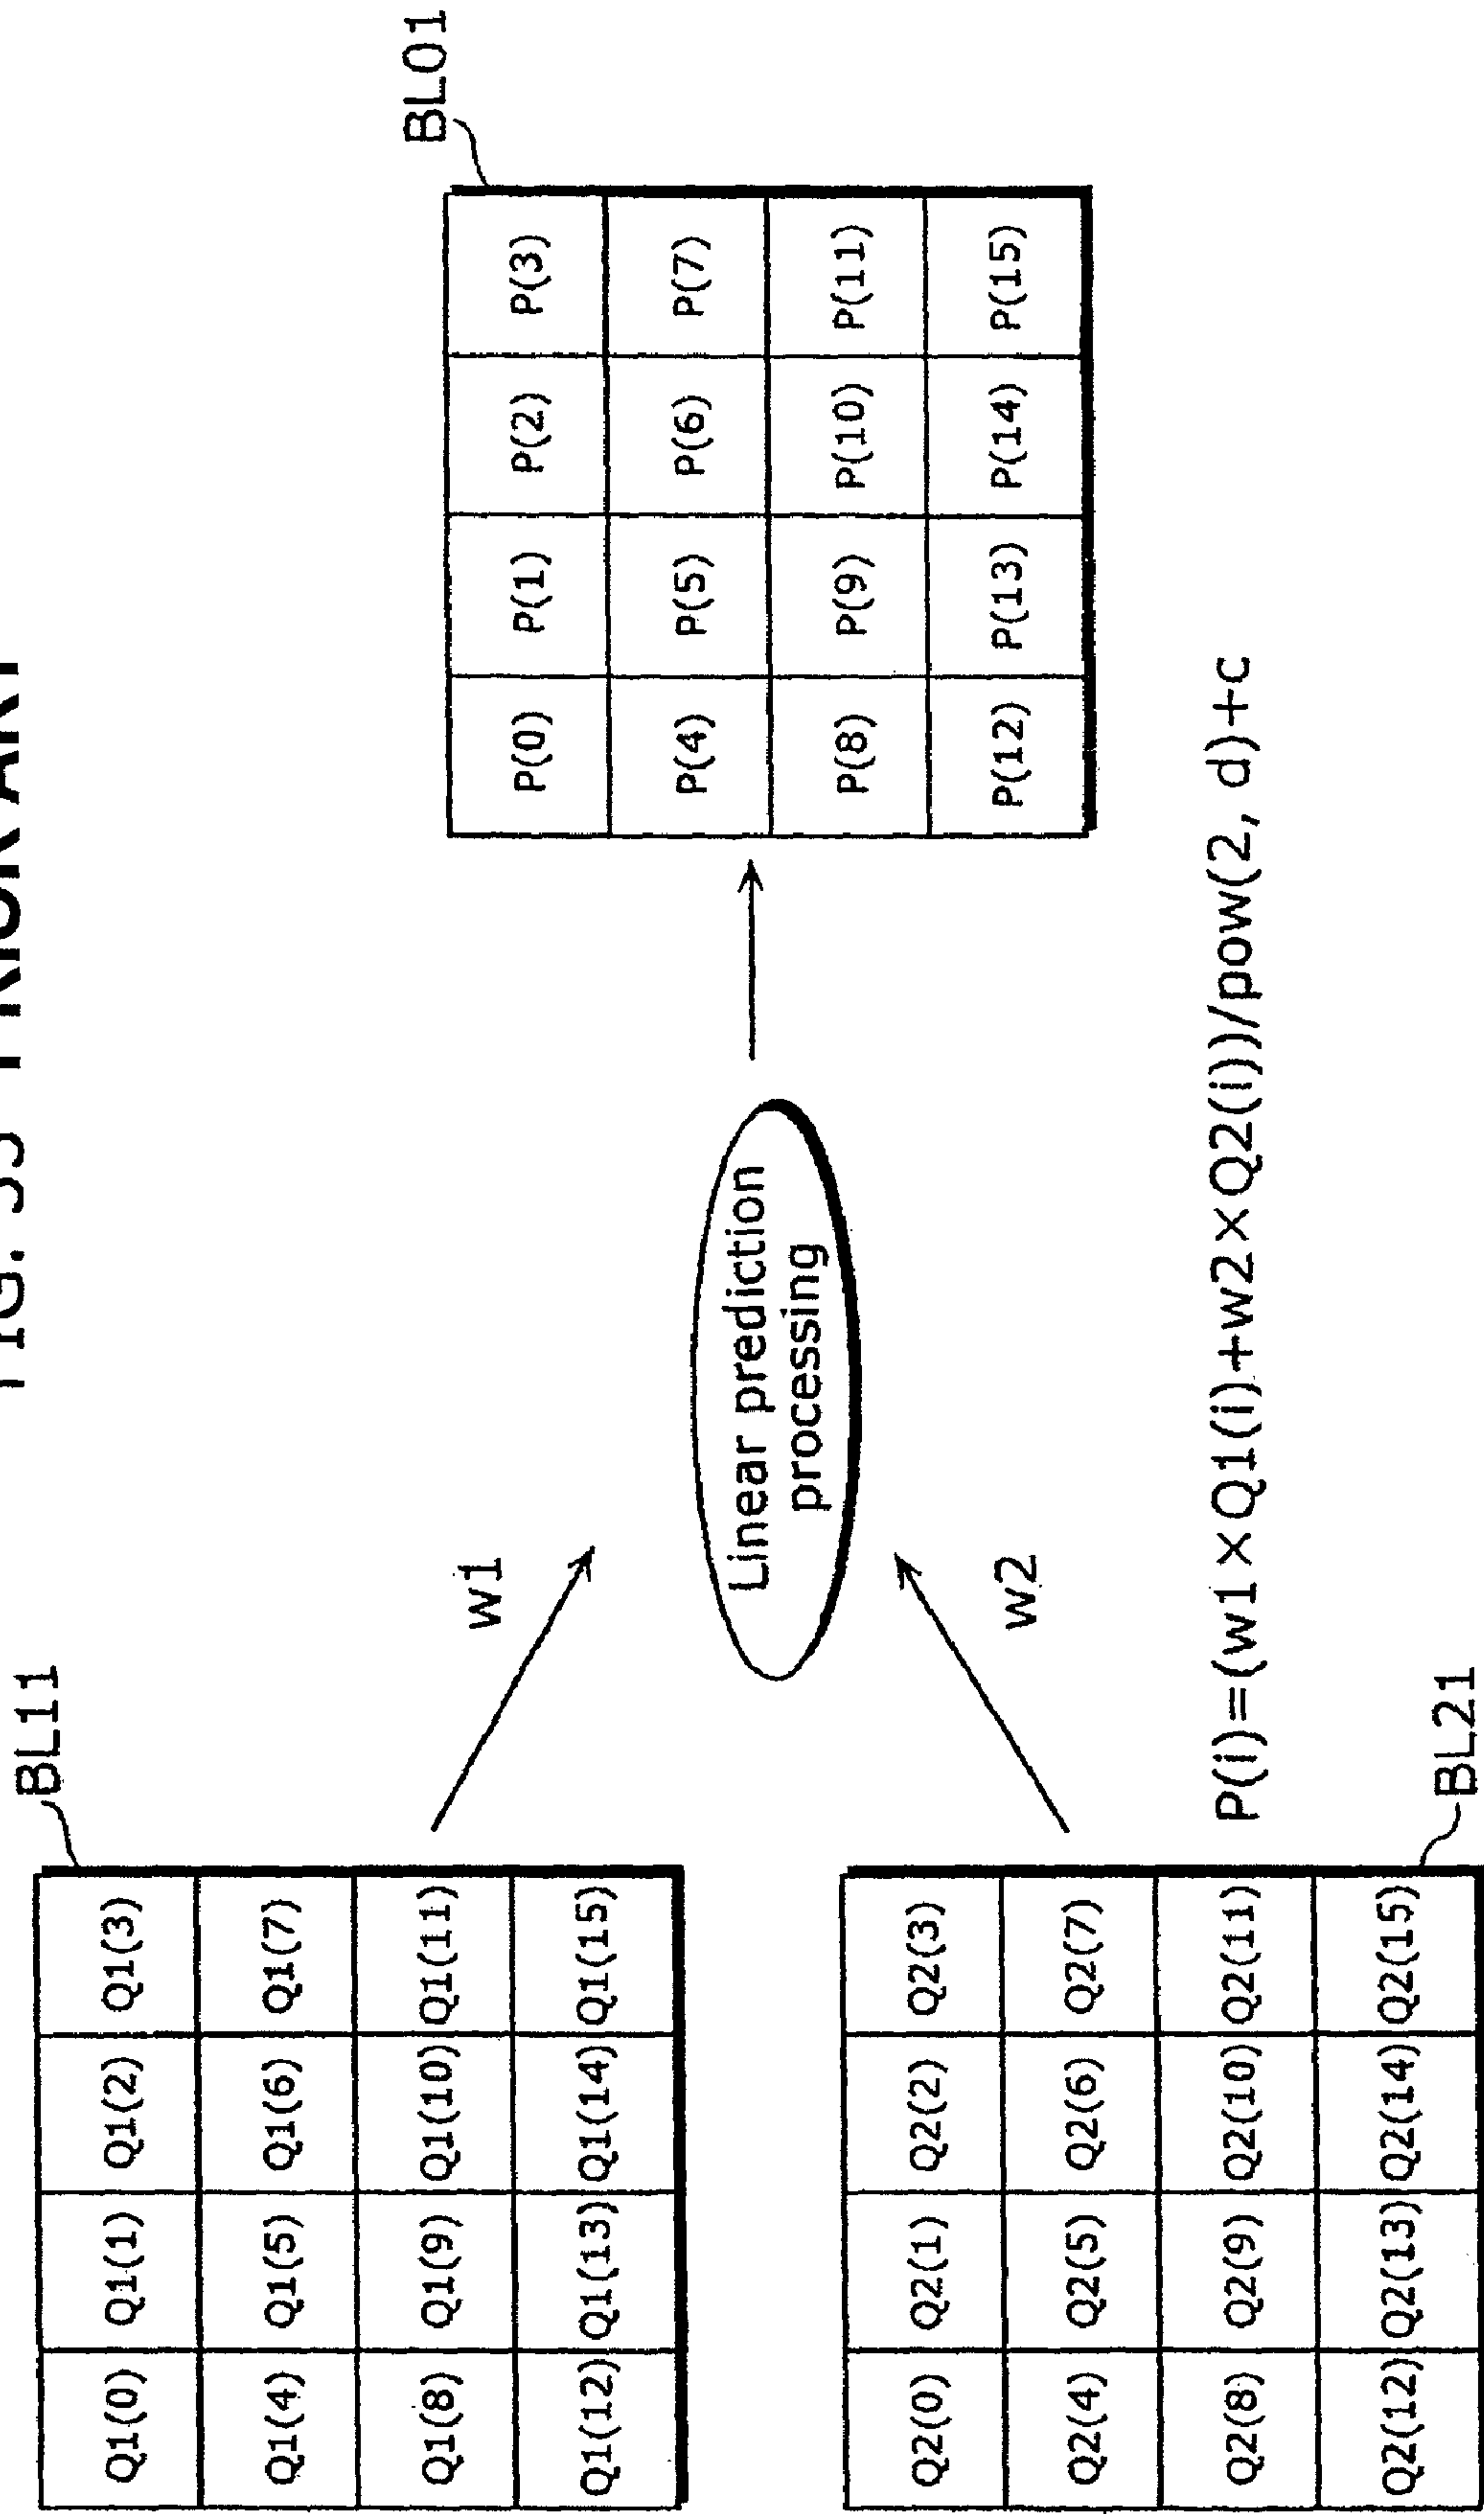 FIG. 55 PRIOR ART
BL11
Q1(0) Q1(1) Q1(2) Q1(3)
Q1(4) Q1(5) Q1(6) Q1(7)
Q1(8) Q1(9) Q1(10) Q1(11)
Q1(12) Q1(13) Q1(14) Q1(15)
w1
Linear prediction
processing
w2
BL01
P(0) P(1) P(2) P(3)
P(4) P(5) P(6) P(7)
P(8) P(9) P(10) P(11)
P(12) P(13) P(14) P(15)
Q2(0) Q2(1) Q2(2) Q2(3)
Q2(4) Q2(5) Q2(6) Q2(7)
Q2(8) Q2(9) Q2(10) Q2(11)
Q2(12) Q2(13) Q2(14) Q2(15)
P(i)=(w1×Q1(i)+w2×Q2(i))/pow(2, d)+c
BL21